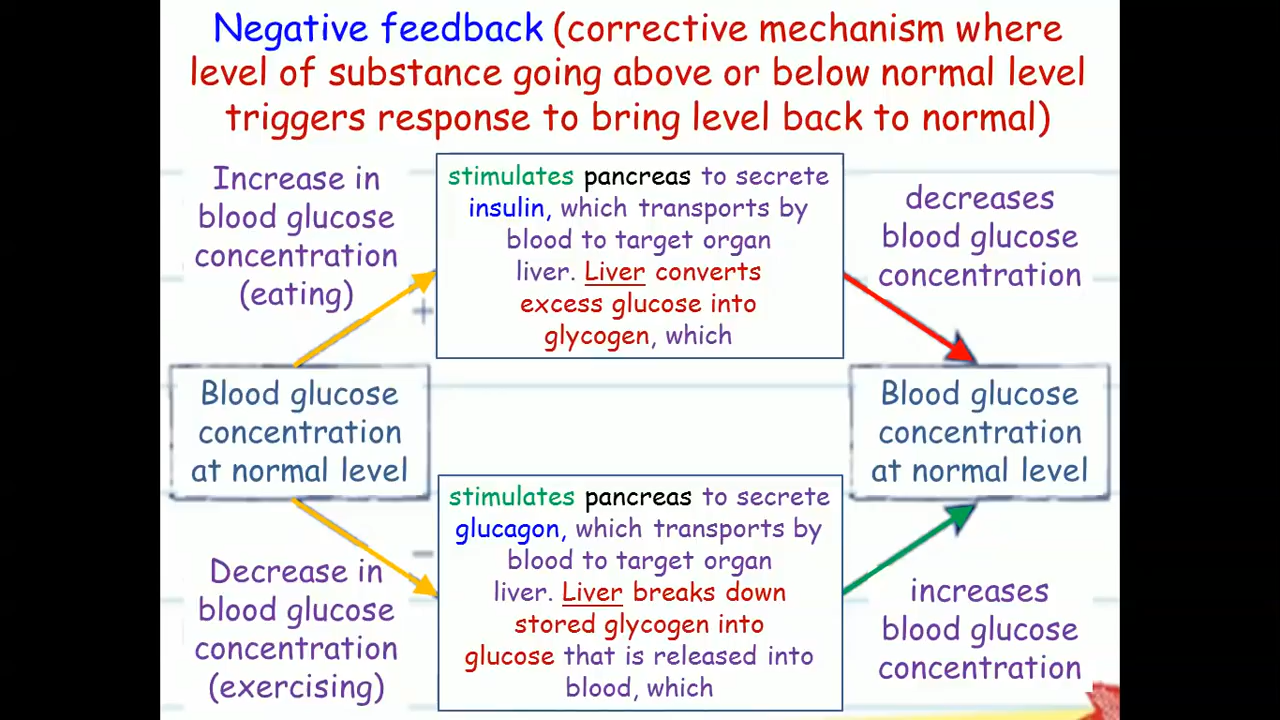 Negative feedback (corrective mechanism where
level of substance going above or below normal level
triggers response to bring level back to normal)
Increase in
blood glucose
concentration
(eating)
stimulates pancreas to secrete
insulin, which transports by
blood to target organ
liver. Liver converts
excess glucose into
glycogen, which
decreases
blood glucose
concentration
+
Blood glucose
concentration
at normal level
Blood glucose
concentration
at normal level
–
Decrease in
blood glucose
concentration
(exercising)
stimulates pancreas to secrete
glucagon, which transports by
blood to target organ
liver. Liver breaks down
stored glycogen into
glucose that is released into
blood, which
increases
blood glucose
concentration